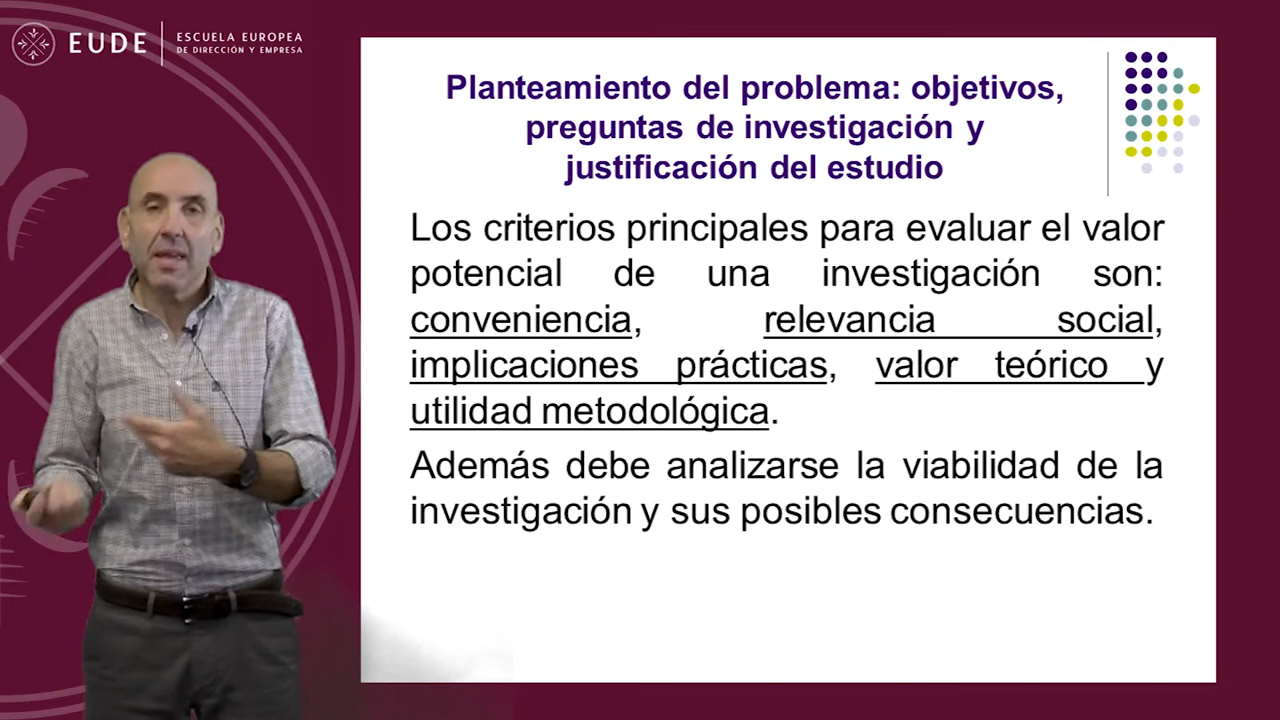 EUDE
ESCUELA EUROPEA
DE DIRECCIÓN Y EMPRESA
Planteamiento del problema: objetivos,
preguntas de investigación y
justificación del estudio
Los criterios principales para evaluar el valor
potencial de una investigación son:
conveniencia, relevancia social,
implicaciones prácticas, valor teórico y
utilidad metodológica.
Además debe analizarse la viabilidad de la
investigación y sus posibles consecuencias.